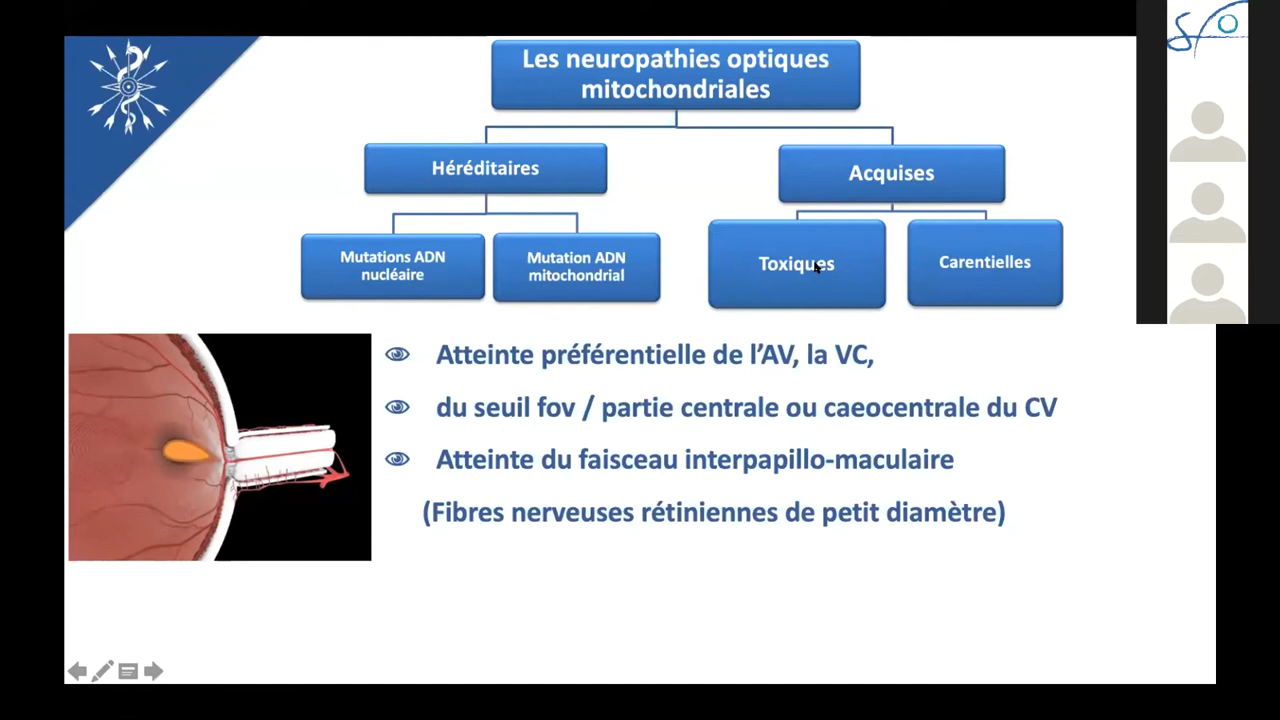 Les neuropathies optiques
mitochondriales
Héréditaires
Acquises
Mutations ADN
nucléaire
Mutation ADN
mitochondrial
Toxiques
Carentielles
Atteinte préférentielle de l'AV, la VC,
du seuil fov / partie centrale ou caeocentrale du CV
Atteinte du faisceau interpapillo-maculaire
(Fibres nerveuses rétiniennes de petit diamètre)
SFO